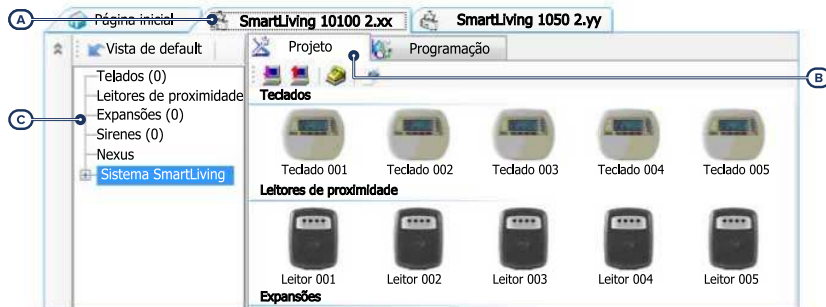 A
Página inicial
SmartLiving 10100 2.xx
SmartLiving 1050 2.yy
Vista de default
Projeto
Programação
B
Telados (0)
Leitores de proximidade
Expansões (0)
Sirenes (0)
Nexus
Sistema SmartLiving
C
Teclados
Teclado 001
Teclado 002
Teclado 003
Teclado 004
Teclado 005
Leitores de proximidade
Leitor 001
Leitor 002
Leitor 003
Leitor 004
Leitor 005
Expansões